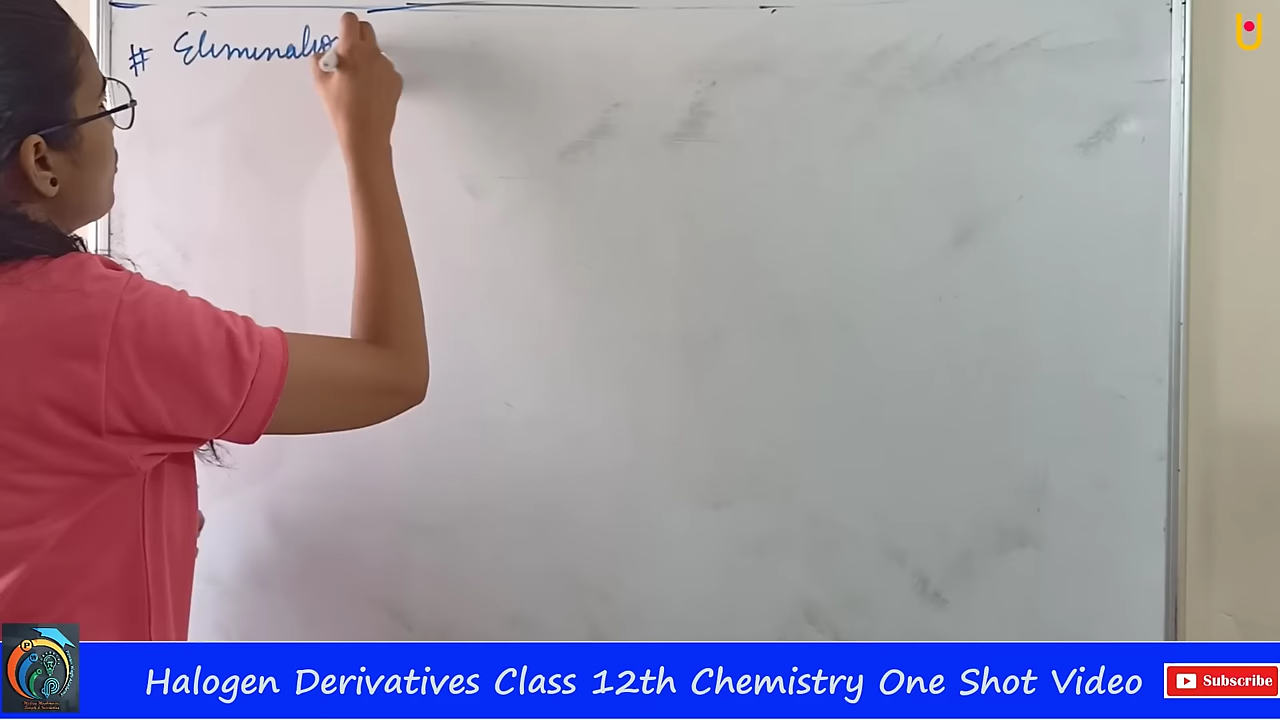 # Eliminatio
Halogen Derivatives Class 12th Chemistry One Shot Video
Subscribe